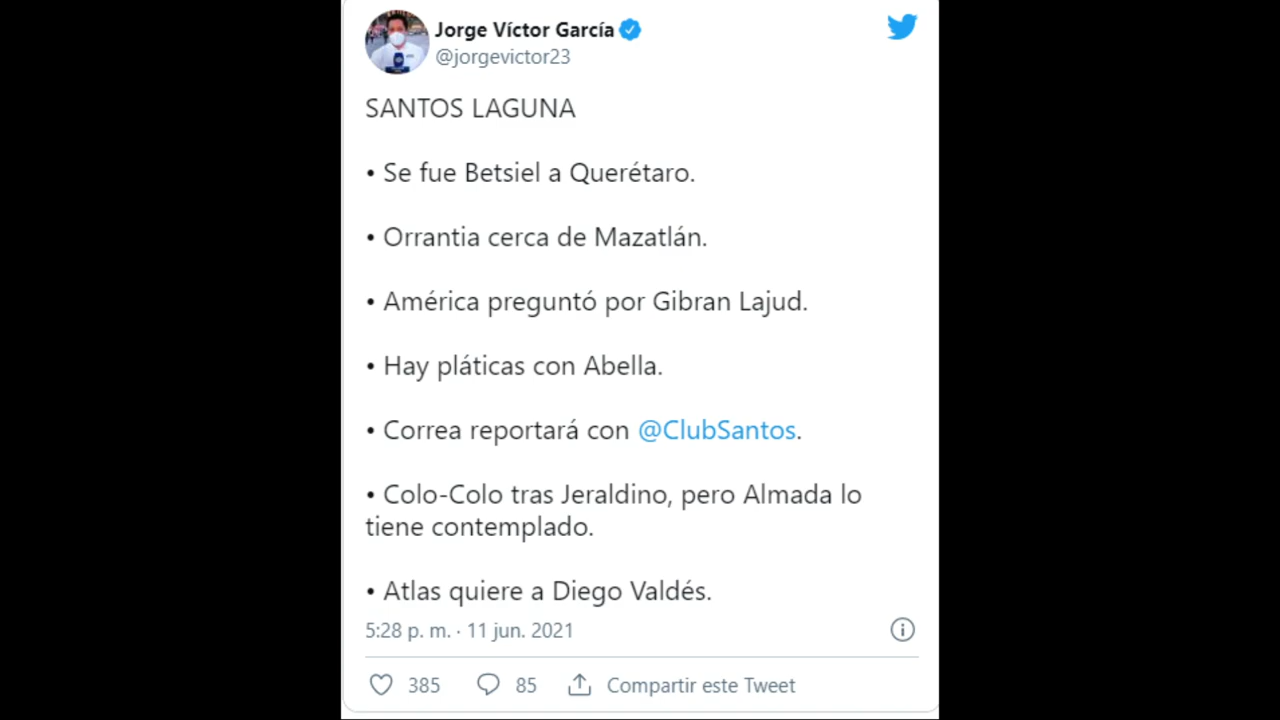 Jorge Víctor García
@jorgevictor23
SANTOS LAGUNA
• Se fue Betsiel a Querétaro.
• Orrantia cerca de Mazatlán.
• América preguntó por Gibran Lajud.
• Hay pláticas con Abella.
• Correa reportará con @ClubSantos.
• Colo-Colo tras Jeraldino, pero Almada lo
tiene contemplado.
• Atlas quiere a Diego Valdés.
5:28 p. m. · 11 jun. 2021
385 85 Compartir este Tweet